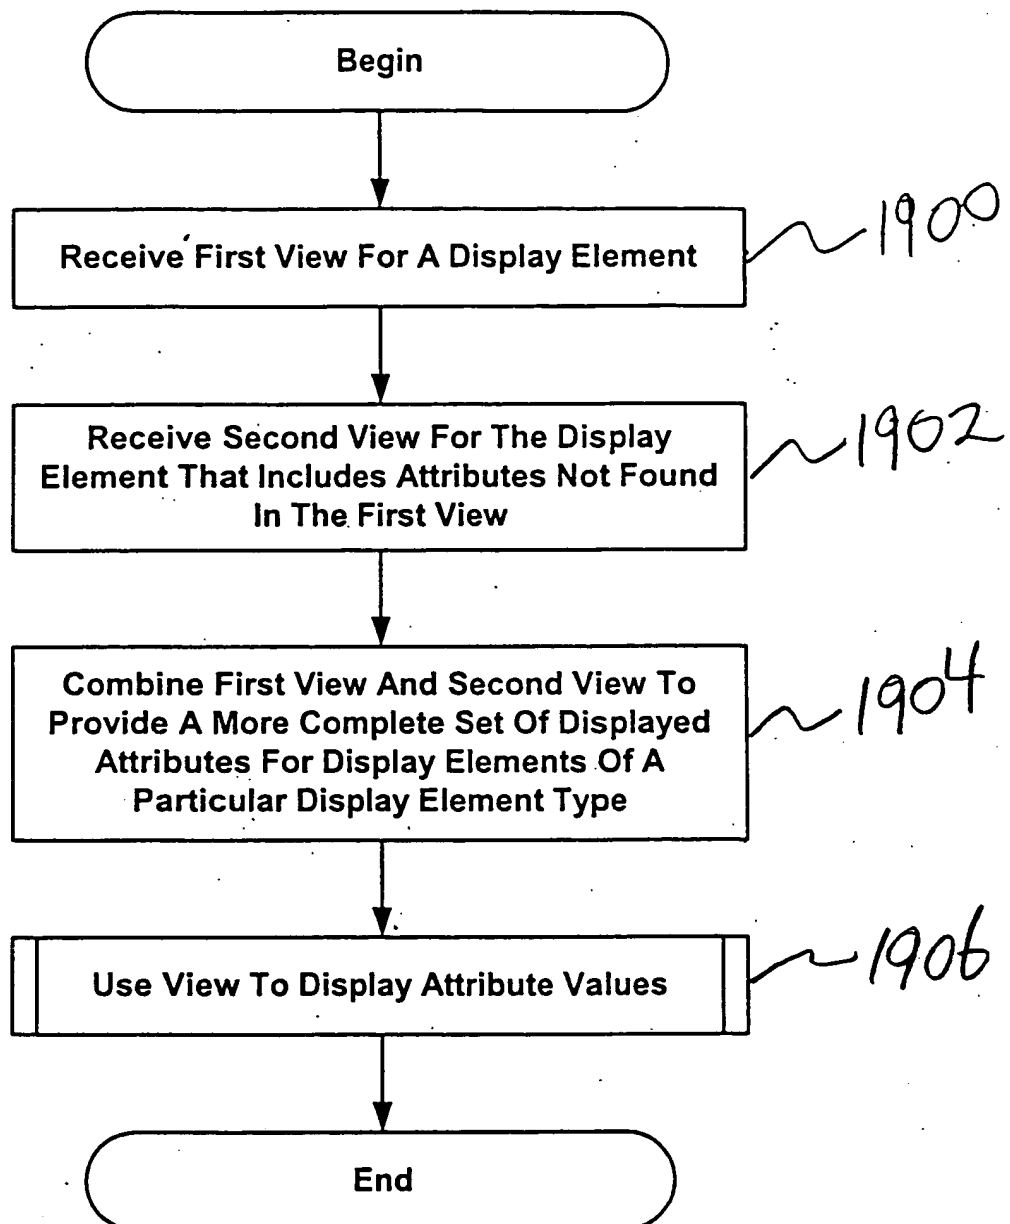 Begin
Receive First View For A Display Element
1900
Receive Second View For The Display
Element That Includes Attributes Not Found
In The First View
1902
Combine First View And Second View To
Provide A More Complete Set Of Displayed
Attributes For Display Elements Of A
Particular Display Element Type
1904
Use View To Display Attribute Values
1906
End